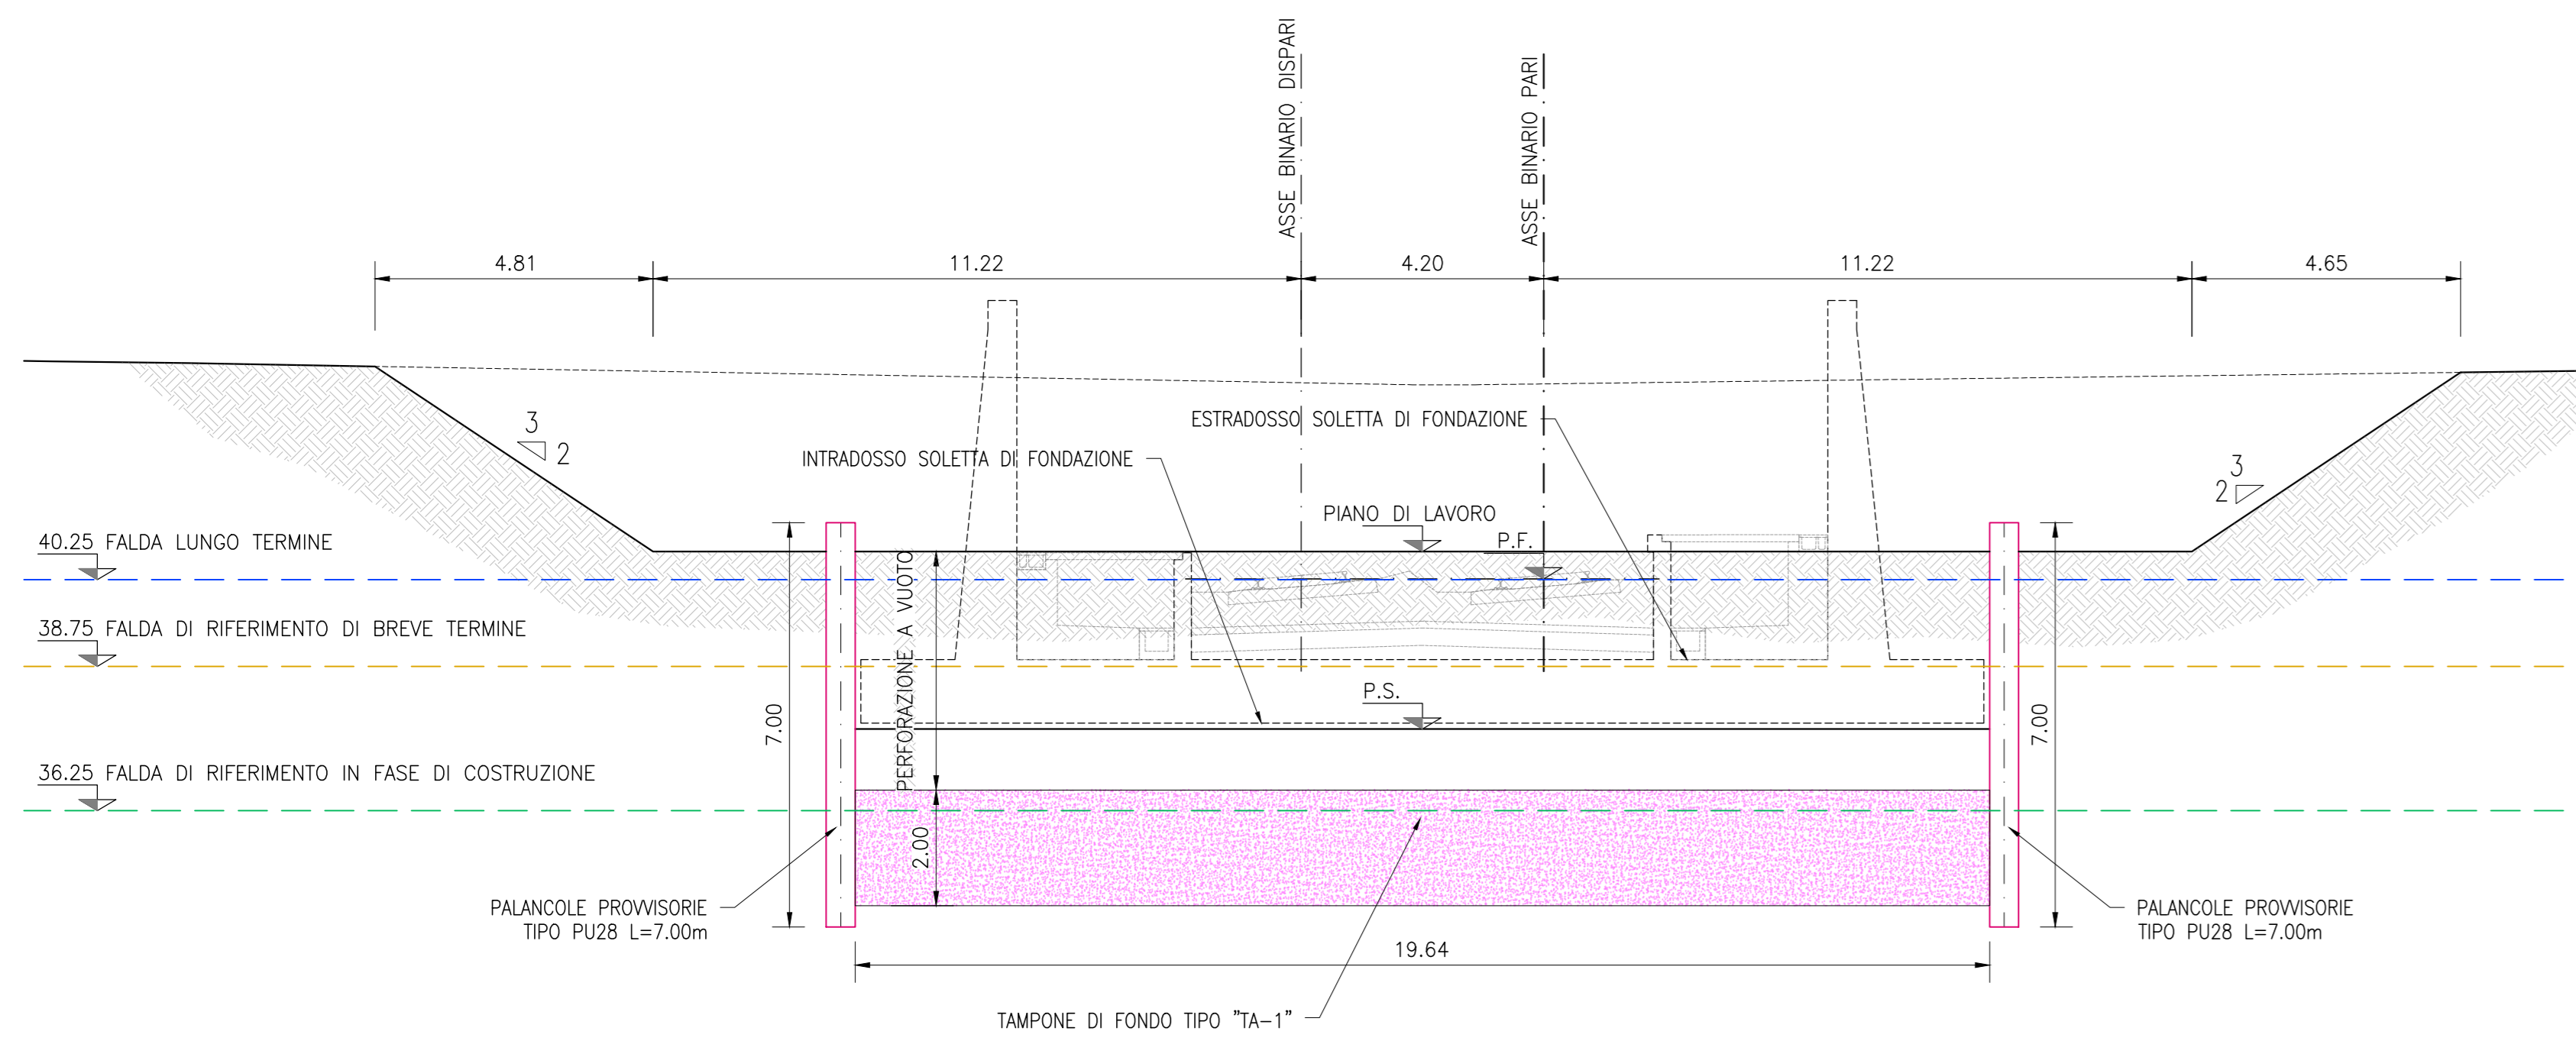 ASSE BINARIO DISPARI
ASSE BINARIO PARI
4.81
11.22
4.20
11.22
4.65
3
2
ESTRADOSSO SOLETTA DI FONDAZIONE
INTRADOSSO SOLETTA DI FONDAZIONE
3
2
PIANO DI LAVORO
P.F.
40.25 FALDA LUNGO TERMINE
38.75 FALDA DI RIFERIMENTO DI BREVE TERMINE
PERFORAZIONE A VUOTO
P.S.
7.00
7.00
36.25 FALDA DI RIFERIMENTO IN FASE DI COSTRUZIONE
2.00
PALANCOLE PROVVISORIE
TIPO PU28 L=7.00m
PALANCOLE PROVVISORIE
TIPO PU28 L=7.00m
19.64
TAMPONE DI FONDO TIPO "TA-1"